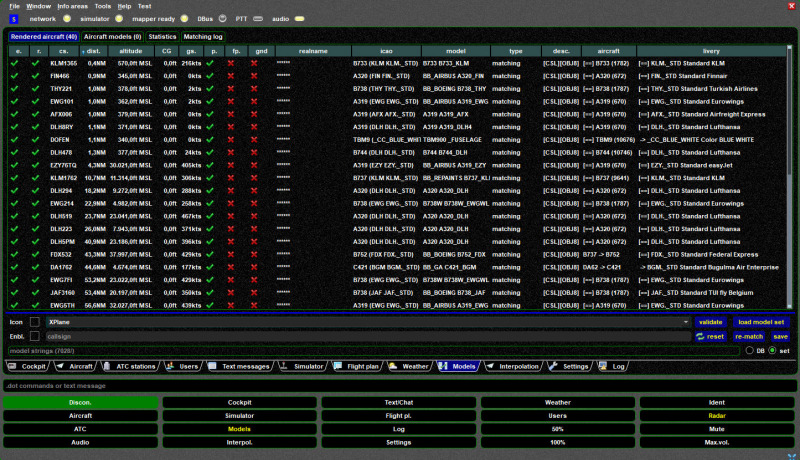 File Window Info areas Tools Help Test
S network simulator mapper ready DBus PTT audio
Rendered aircraft (40) Aircraft models (0) Statistics Matching log
e. r. cs. dist. altitude CG gs. p. fp. gnd realname icao model type desc. aircraft livery
KLM1365 0,4NM 570,0ft MSL 0,0ft 216kts ****** B733 (KLM KLM._STD) B733 B733_KLM matching [CSL][OBJ8] [==] B733 (1782) [==] KLM._STD Standard KLM
FIN466 0,9NM 345,0ft MSL 0,0ft 0kts ****** A320 (FIN FIN._STD) BB_AIRBUS A320_FIN matching [CSL][OBJ8] [==] A320 (672) [==] FIN._STD Standard Finnair
THY221 1,0NM 378,0ft MSL 0,0ft 2kts ****** B738 (THY THY._STD) BB_BOEING B738_THY matching [CSL][OBJ8] [==] B738 (1787) [==] THY._STD Standard Turkish Airlines
EWG101 1,0NM 362,0ft MSL 0,0ft 2kts ****** A319 (EWG EWG._STD) BB_AIRBUS A319_EWG matching [CSL][OBJ8] [==] A319 (670) [==] EWG._STD Standard Eurowings
AFX006 1,1NM 379,0ft MSL 0,0ft 0kts ****** A319 (AFX AFX._STD) A319 A319_AFX matching [CSL][OBJ8] [==] A319 (670) [==] AFX._STD Standard Airfreight Express
DLH8RY 1,1NM 371,0ft MSL 0,0ft 0kts ****** A319 (DLH DLH._STD) A319 A319_DLH4 matching [CSL][OBJ8] [==] A319 (670) [==] DLH._STD Standard Lufthansa
DOFEN 1,1NM 340,0ft MSL 0,0ft 0kts ****** TBM9 (_CC_BLUE_WHITE) TBM900_FUSELAGE matching [CSL][OBJ8] [==] TBM9 (10676) -> _CC_BLUE_WHITE Color BLUE WHITE
DLH478 1,3NM 377,0ft MSL 0,0ft 24kts ****** B744 (DLH DLH._STD) B744 B744_DLH matching [CSL][OBJ8] [==] B744 (10746) [==] DLH._STD Standard Lufthansa
EZY76TQ 4,3NM 30.021,0ft MSL 0,0ft 405kts ****** A319 (EZY EZY._STD) BB_AIRBUS A319_EZY matching [CSL][OBJ8] [==] A319 (670) [==] EZY._STD Standard easyJet
KLM1762 10,7NM 11.314,0ft MSL 0,0ft 306kts ****** B737 (KLM KLM._STD) BB_REPAINTS B737_KLM matching [CSL][OBJ8] [==] B737 (9641) [==] KLM._STD Standard KLM
DLH294 18,2NM 9.272,0ft MSL 0,0ft 288kts ****** A320 (DLH DLH._STD) A320 A320_DLH matching [CSL][OBJ8] [==] A320 (672) [==] DLH._STD Standard Lufthansa
EWG214 22,9NM 4.982,0ft MSL 0,0ft 268kts ****** B738 (EWG EWG._STD) B738W B738W_EWGWL matching [CSL][OBJ8] [==] B738 (1787) [==] EWG._STD Standard Eurowings
DLH519 23,7NM 23.041,0ft MSL 0,0ft 467kts ****** A320 (DLH DLH._STD) A320 A320_DLH matching [CSL][OBJ8] [==] A320 (672) [==] DLH._STD Standard Lufthansa
DLH223 26,0NM 7.943,0ft MSL 0,0ft 371kts ****** A320 (DLH DLH._STD) A320 A320_DLH matching [CSL][OBJ8] [==] A320 (672) [==] DLH._STD Standard Lufthansa
DLH5PM 40,9NM 23.186,0ft MSL 0,0ft 396kts ****** A320 (DLH DLH._STD) A320 A320_DLH matching [CSL][OBJ8] [==] A320 (672) [==] DLH._STD Standard Lufthansa
FDX532 43,3NM 37.997,0ft MSL 0,0ft 429kts ****** B752 (FDX FDX._STD) BB_BOEING B752_FDX matching [CSL][OBJ8] B737 -> B752 [==] FDX._STD Standard Federal Express
DA1762 44,6NM 4.674,0ft MSL 0,0ft 177kts ****** C421 (BGM BGM._STD) BB_GA C421_BGM matching [CSL][OBJ8] DA62 -> C421 -> BGM._STD Standard Bugulma Air Enterprise
EWG7FI 53,2NM 23.022,0ft MSL 0,0ft 429kts ****** B738 (EWG EWG._STD) B738W B738W_EWGWL matching [CSL][OBJ8] [==] B738 (1787) [==] EWG._STD Standard Eurowings
JAF3160 53,4NM 20.197,0ft MSL 0,0ft 350kts ****** B738 (JAF JAF._STD) BB_BOEING B738_JAF matching [CSL][OBJ8] [==] B738 (1787) [==] JAF._STD Standard TUI fly Belgium
EWG5TH 56,6NM 32.027,0ft MSL 0,0ft 439kts ****** A319 (EWG EWG._STD) BB_AIRBUS A319_EWG matching [CSL][OBJ8] [==] A319 (670) [==] EWG._STD Standard Eurowings
Icon XPlane validate load model set
Enbl. callsign reset re-match save
model strings (7028/) DB set
Cockpit Aircraft ATC stations Users Text messages Simulator Flight plan Weather Models Interpolation Settings Log
.dot commands or text message
Discon. Cockpit Text/Chat Weather Ident
Aircraft Simulator Flight pl. Users Radar
ATC Models Log 50% Mute
Audio Interpol. Settings 100% Max.vol.